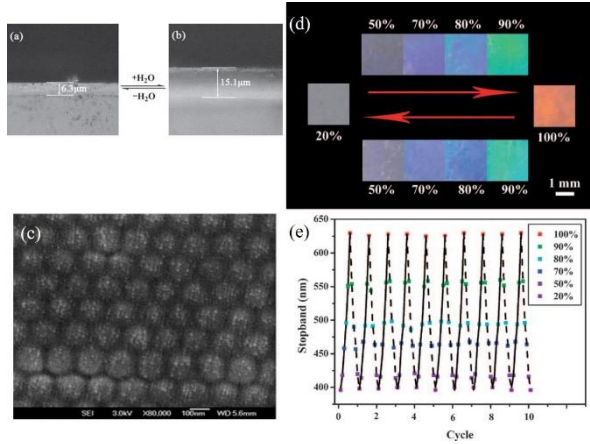 (a)
6.3μm
+H₂O
−H₂O
(b)
15.1μm
(c)
SEI 3.0kV X80,000 100nm WD 5.6mm
(d)
50% 70% 80% 90%
20%
100%
50% 70% 80% 90%
1 mm
(e)
650
600
550
500
450
400
Stopband (nm)
0 2 4 6 8 10
Cycle
100%
90%
80%
70%
50%
20%